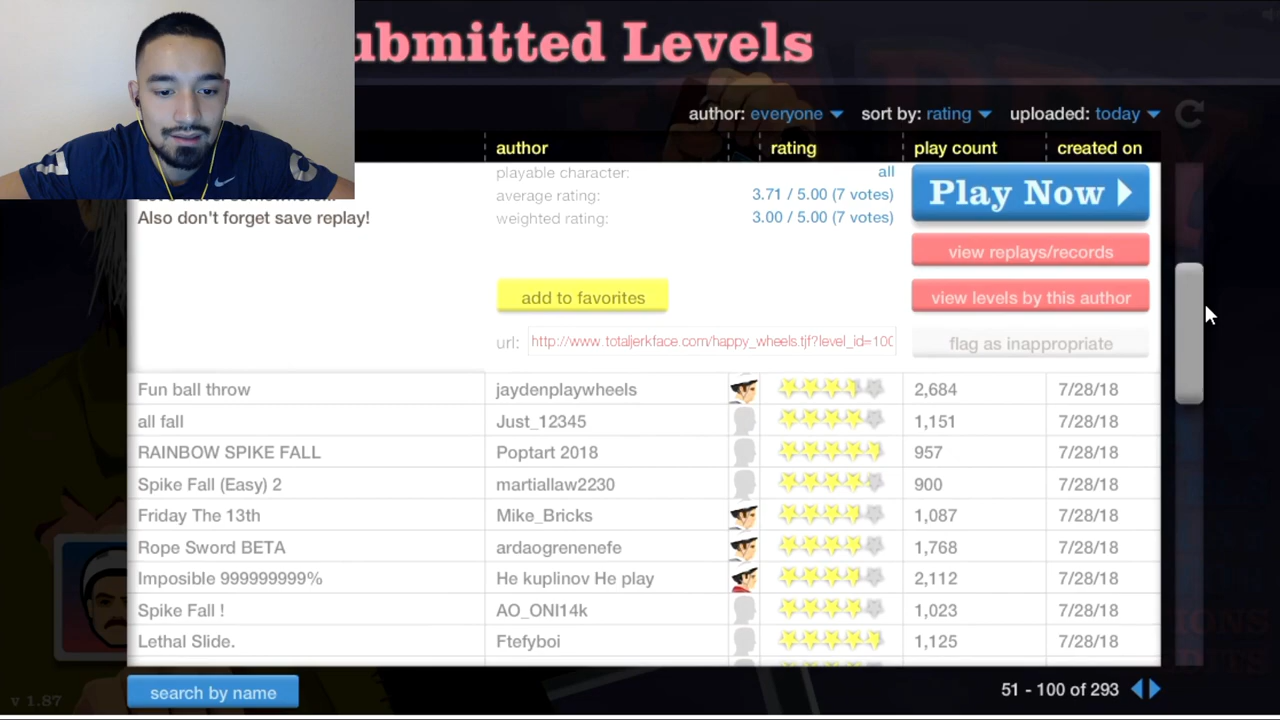 ubmitted Levels
author: everyone sort by: rating uploaded: today
author rating play count created on
playable character: all
average rating: 3.71 / 5.00 (7 votes)
weighted rating: 3.00 / 5.00 (7 votes)
Also don't forget save replay!
Play Now
view replays/records
add to favorites
view levels by this author
url: http://www.totaljerkface.com/happy_wheels.tjf?level_id=100
flag as inappropriate
Fun ball throw jaydenplaywheels 2,684 7/28/18
all fall Just_12345 1,151 7/28/18
RAINBOW SPIKE FALL Poptart 2018 957 7/28/18
Spike Fall (Easy) 2 martiallaw2230 900 7/28/18
Friday The 13th Mike_Bricks 1,087 7/28/18
Rope Sword BETA ardaogrenenefe 1,768 7/28/18
Imposible 999999999% He kuplinov He play 2,112 7/28/18
Spike Fall ! AO_ONI14k 1,023 7/28/18
Lethal Slide. Ftefyboi 1,125 7/28/18
search by name
51 - 100 of 293
v 1.87